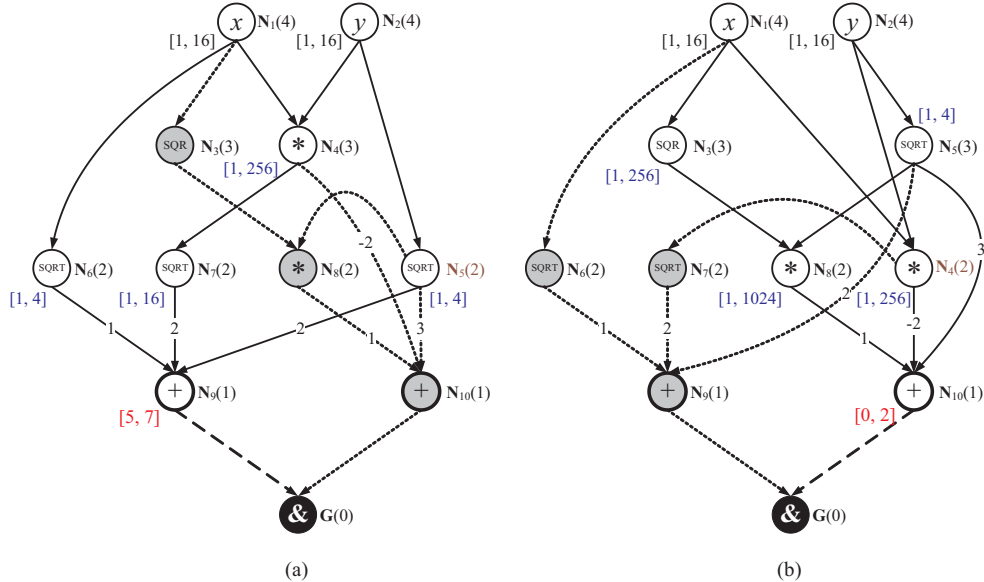 x N₁(4) y N₂(4)
[1, 16] [1, 16]
SQR N₃(3) * N₄(3)
[1, 256]
-2
SQRT N₆(2) SQRT N₇(2) * N₈(2) SQRT N₅(2)
[1, 4] [1, 16] [1, 4]
1 2 2 1 3
+ N₉(1) + N₁₀(1)
[5, 7]
& G(0)
(a)
x N₁(4) y N₂(4)
[1, 16] [1, 16]
[1, 4]
SQR N₃(3) SQRT N₅(3)
[1, 256]
3
SQRT N₆(2) SQRT N₇(2) * N₈(2) * N₄(2)
[1, 1024] 2 [1, 256]
1 2 1 -2
+ N₉(1) + N₁₀(1)
[0, 2]
& G(0)
(b)